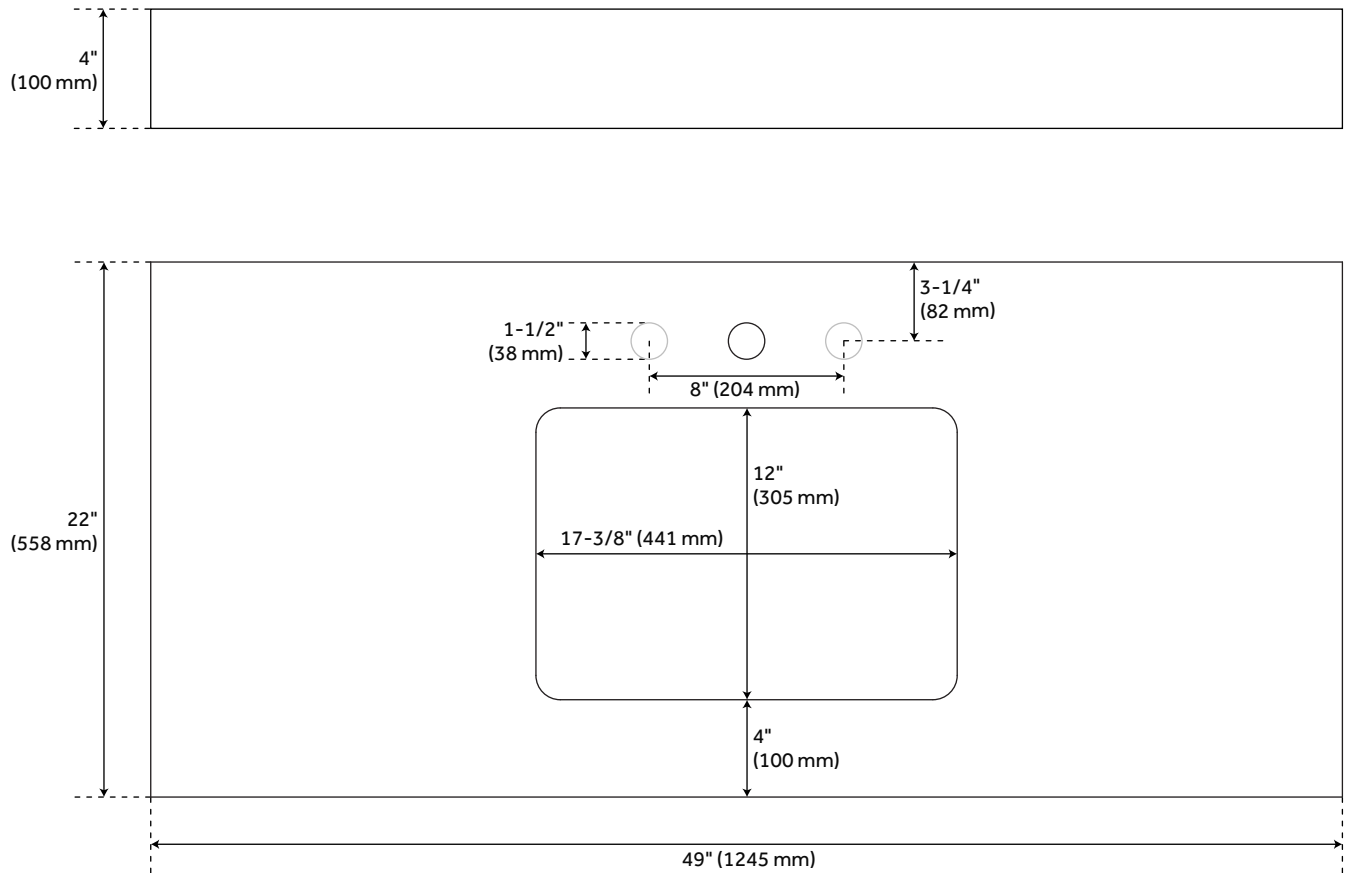 4"
(100 mm)
3-1/4"
(82 mm)
1-1/2"
(38 mm)
8" (204 mm)
12"
(305 mm)
22"
(558 mm)
17-3/8" (441 mm)
4"
(100 mm)
49" (1245 mm)